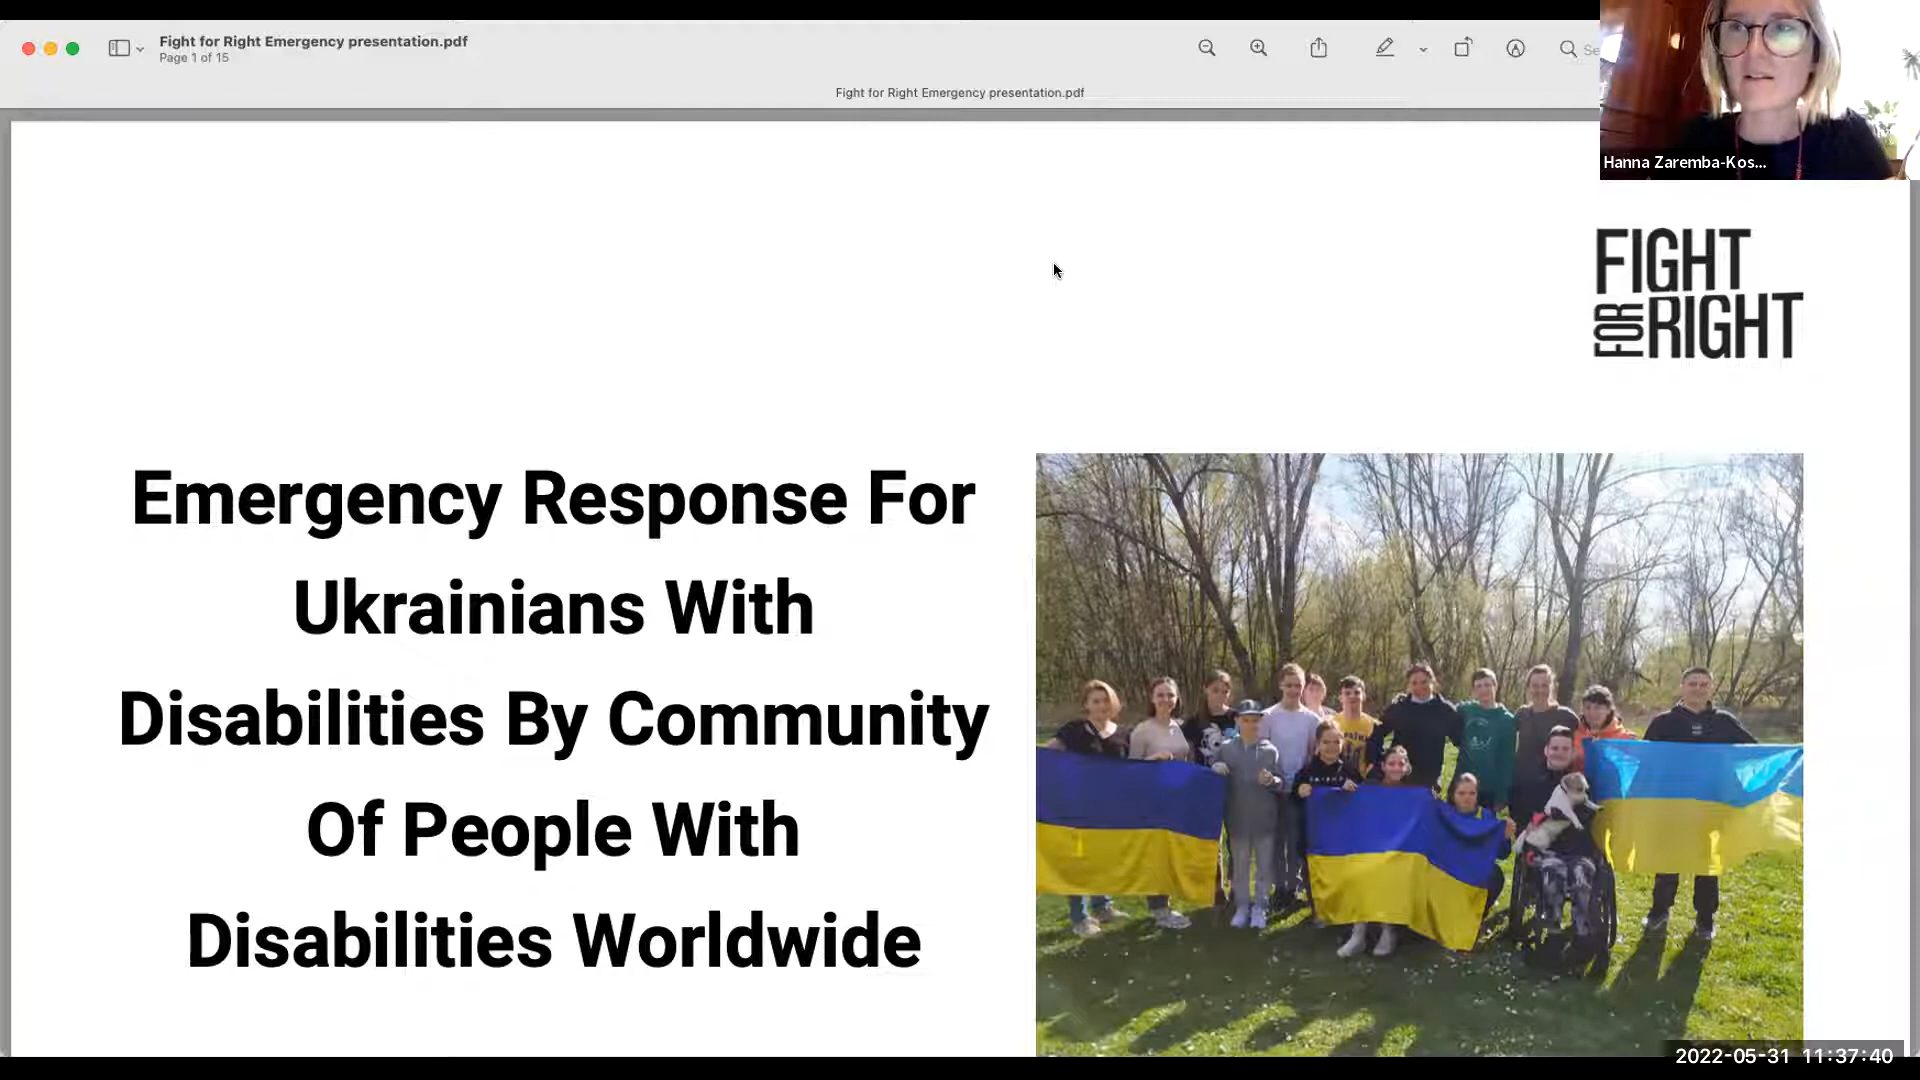 Fight for Right Emergency presentation.pdf
Page 1 of 15
Se
Fight for Right Emergency presentation.pdf
Hanna Zaremba-Kos...
FIGHT
FOR RIGHT
Emergency Response For
Ukrainians With
Disabilities By Community
Of People With
Disabilities Worldwide
2022-05-31 11:37:40